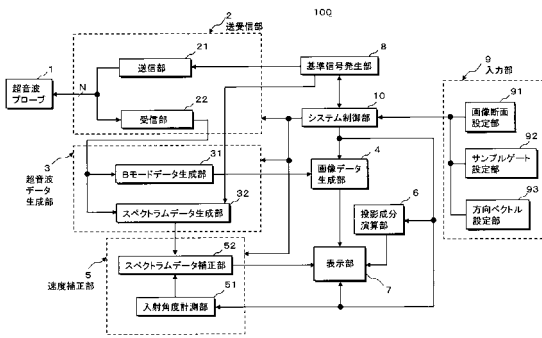 100
2
送受信部
21
送信部
8
基準信号発生部
1
超音波
プローブ
N
22
受信部
9
入力部
10
システム制御部
91
画像断面
設定部
3
超音波
データ
生成部
31
Bモードデータ生成部
4
画像データ
生成部
92
サンプルゲート
設定部
32
スペクトラムデータ生成部
6
投影成分
演算部
93
方向ベクトル
設定部
5
速度補正部
52
スペクトラムデータ補正部
表示部
7
51
入射角度計測部